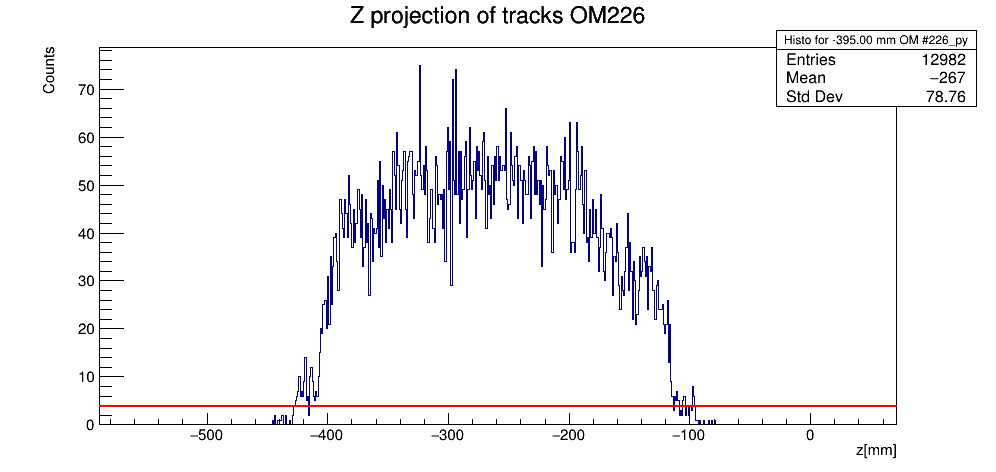 Z projection of tracks OM226
Histo for -395.00 mm OM #226_py
Entries 12982
Mean −267
Std Dev 78.76
Counts
70
60
50
40
30
20
10
0
−500 −400 −300 −200 −100 0
z[mm]